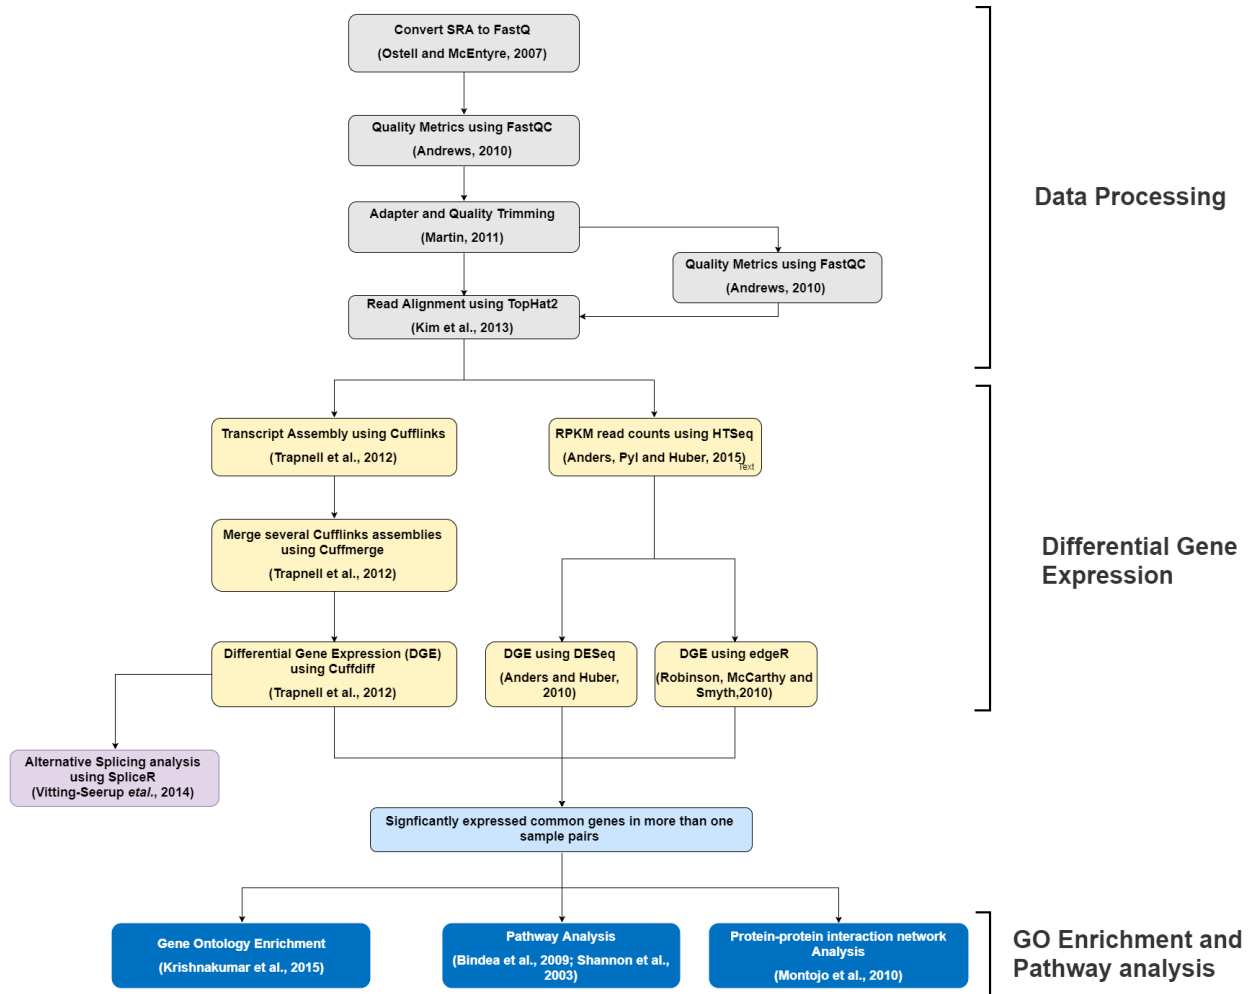 Convert SRA to FastQ
(Ostell and McEntyre, 2007)
Quality Metrics using FastQC
(Andrews, 2010)
Data Processing
Adapter and Quality Trimming
(Martin, 2011)
Quality Metrics using FastQC
(Andrews, 2010)
Read Alignment using TopHat2
(Kim et al., 2013)
Transcript Assembly using Cufflinks
(Trapnell et al., 2012)
RPKM read counts using HTSeq
(Anders, Pyl and Huber, 2015)
Text
Merge several Cufflinks assemblies
using Cuffmerge
(Trapnell et al., 2012)
Differential Gene
Expression
Differential Gene Expression (DGE)
using Cuffdiff
(Trapnell et al., 2012)
DGE using DESeq
(Anders and Huber,
2010)
DGE using edgeR
(Robinson, McCarthy and
Smyth,2010)
Alternative Splicing analysis
using SpliceR
(Vitting-Seerup etal., 2014)
Signficantly expressed common genes in more than one
sample pairs
Gene Ontology Enrichment
(Krishnakumar et al., 2015)
Pathway Analysis
(Bindea et al., 2009; Shannon et al.,
2003)
Protein-protein interaction network
Analysis
(Montojo et al., 2010)
GO Enrichment and
Pathway analysis